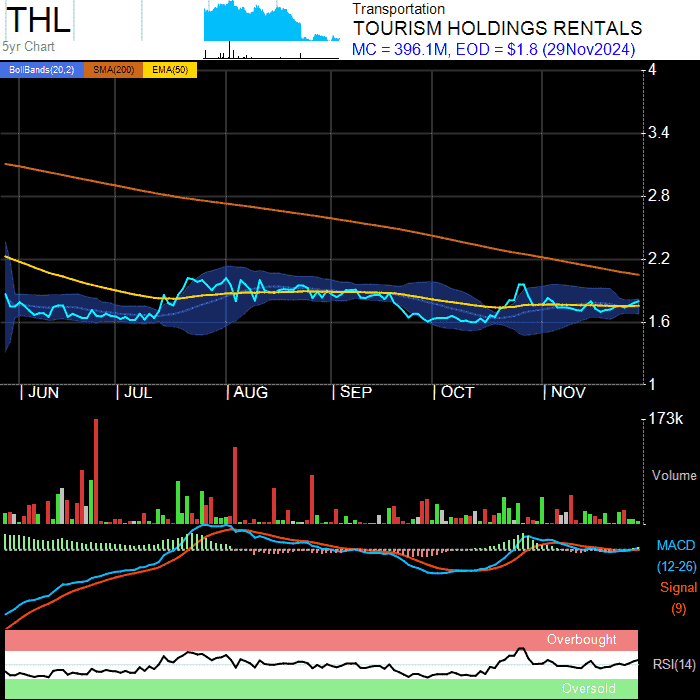 THL
5yr Chart
Transportation
TOURISM HOLDINGS RENTALS
MC = 396.1M, EOD = $1.8 (29Nov2024)
BollBands(20,2) SMA(200) EMA(50)
4
3.4
2.8
2.2
1.6
1
JUN JUL AUG SEP OCT NOV
173k
Volume
MACD
(12-26)
Signal
(9)
Overbought
RSI(14)
Oversold